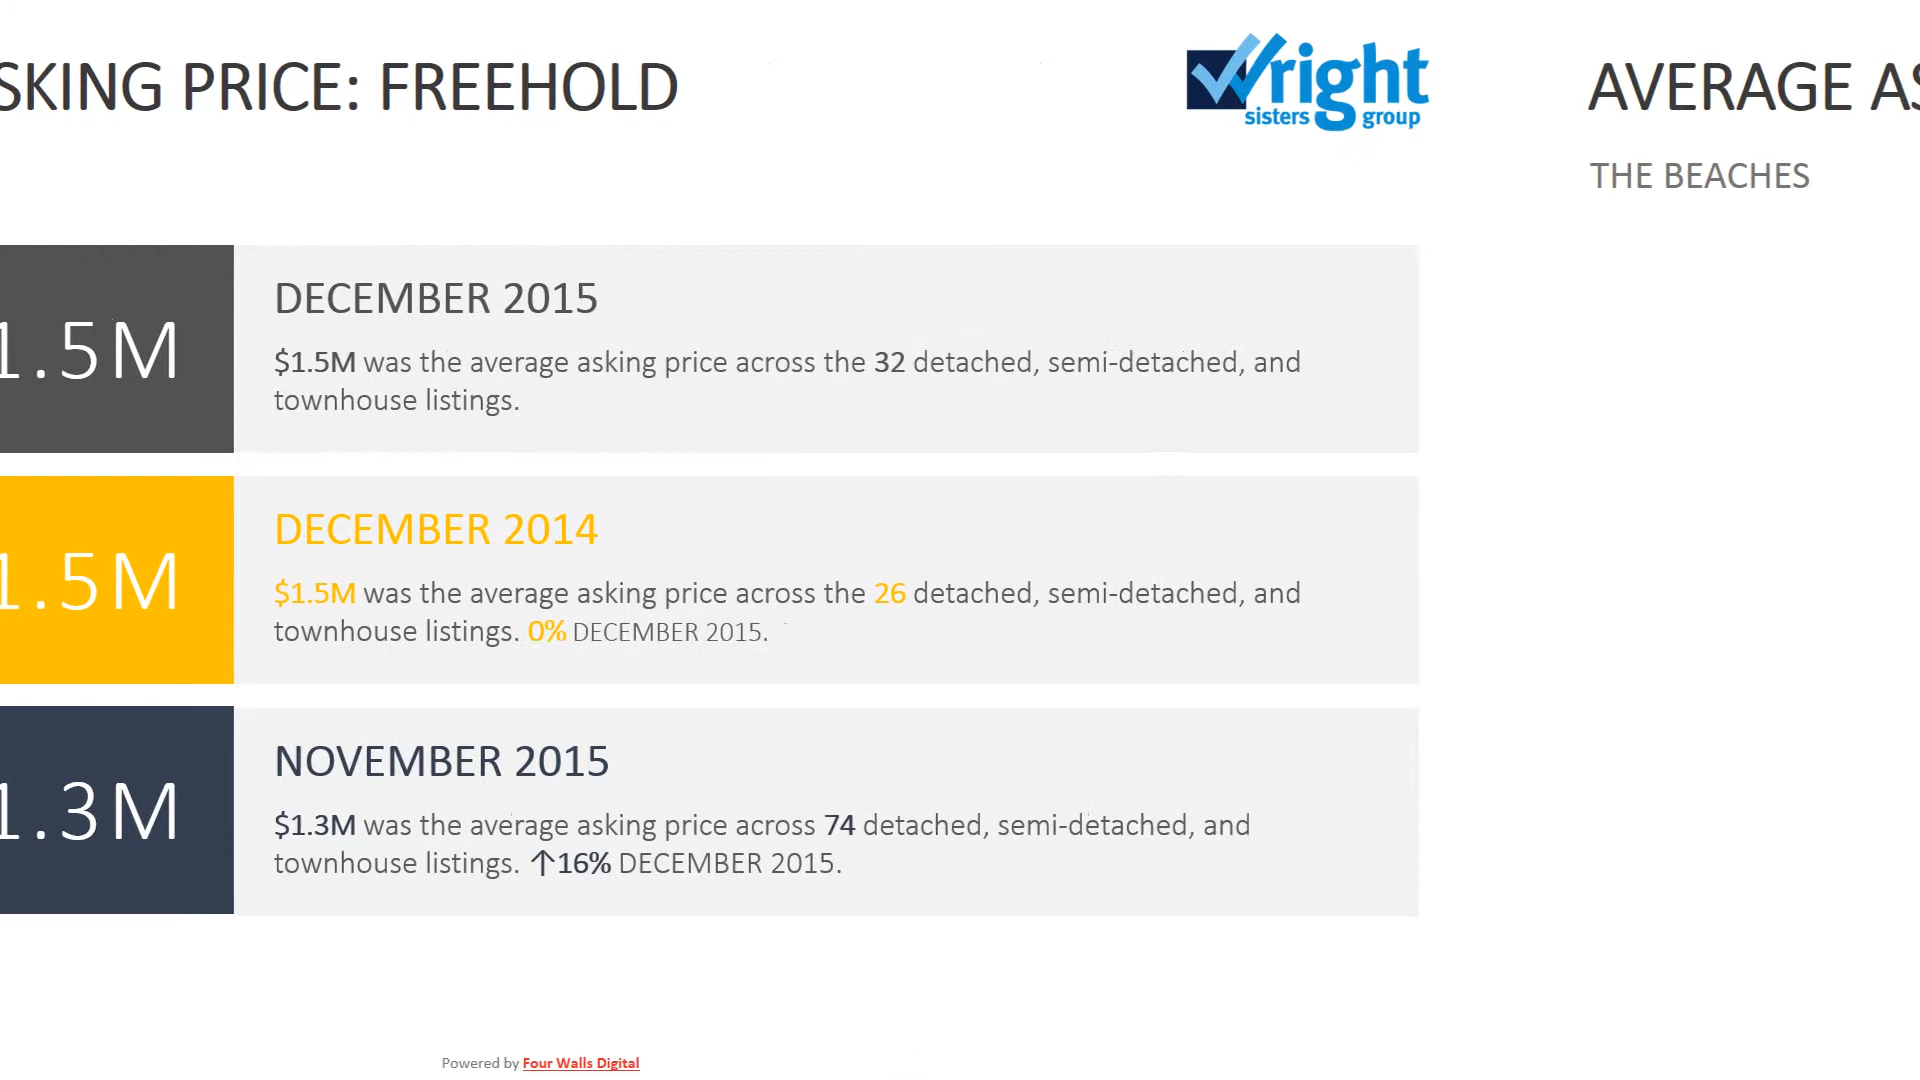 SKING PRICE: FREEHOLD
Wright
sisters group
AVERAGE AS
THE BEACHES
1.5M
DECEMBER 2015
$1.5M was the average asking price across the 32 detached, semi-detached, and
townhouse listings.
1.5M
DECEMBER 2014
$1.5M was the average asking price across the 26 detached, semi-detached, and
townhouse listings. 0% DECEMBER 2015.
1.3M
NOVEMBER 2015
$1.3M was the average asking price across 74 detached, semi-detached, and
townhouse listings. ↑16% DECEMBER 2015.
Powered by Four Walls Digital